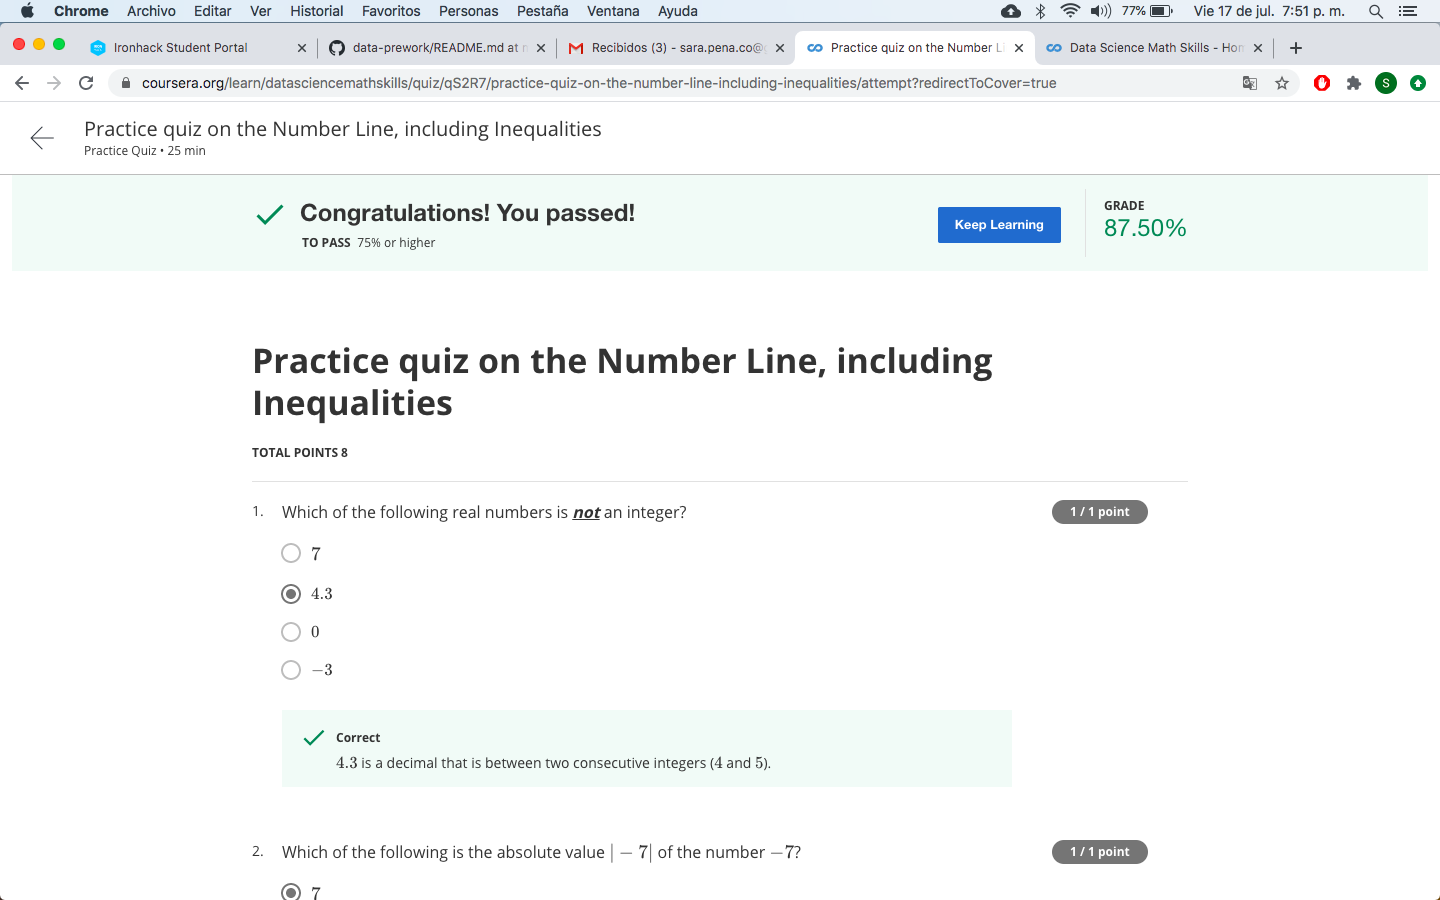 Chrome Archivo Editar Ver Historial Favoritos Personas Pestaña Ventana Ayuda 77% Vie 17 de jul. 7:51 p. m.
Ironhack Student Portal data-prework/README.md at Recibidos (3) - sara.pena.co@ Practice quiz on the Number Li Data Science Math Skills - Hom
coursera.org/learn/datasciencemathskills/quiz/qS2R7/practice-quiz-on-the-number-line-including-inequalities/attempt?redirectToCover=true S
Practice quiz on the Number Line, including Inequalities
Practice Quiz • 25 min
Congratulations! You passed!
TO PASS 75% or higher
Keep Learning
GRADE
87.50%
Practice quiz on the Number Line, including
Inequalities
TOTAL POINTS 8
1. Which of the following real numbers is not an integer? 1 / 1 point
7
4.3
0
−3
Correct
4.3 is a decimal that is between two consecutive integers (4 and 5).
2. Which of the following is the absolute value | − 7| of the number −7? 1 / 1 point
7